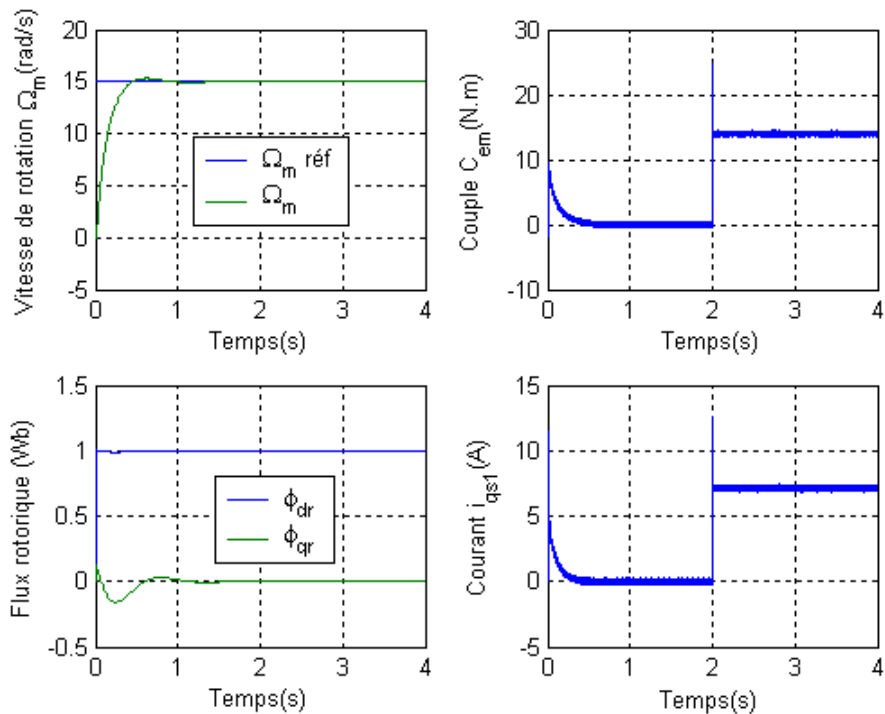 Vitesse de rotation Ωm(rad/s)
20
15
10
5
0
-5
Ωm réf
Ωm
0 1 2 3 4
Temps(s)
Couple Cem(N.m)
30
20
10
0
-10
0 1 2 3 4
Temps(s)
Flux rotorique (Wb)
1.5
1
0.5
0
-0.5
ϕdr
ϕqr
0 1 2 3 4
Temps(s)
Courant iqs1(A)
15
10
5
0
-5
0 1 2 3 4
Temps(s)